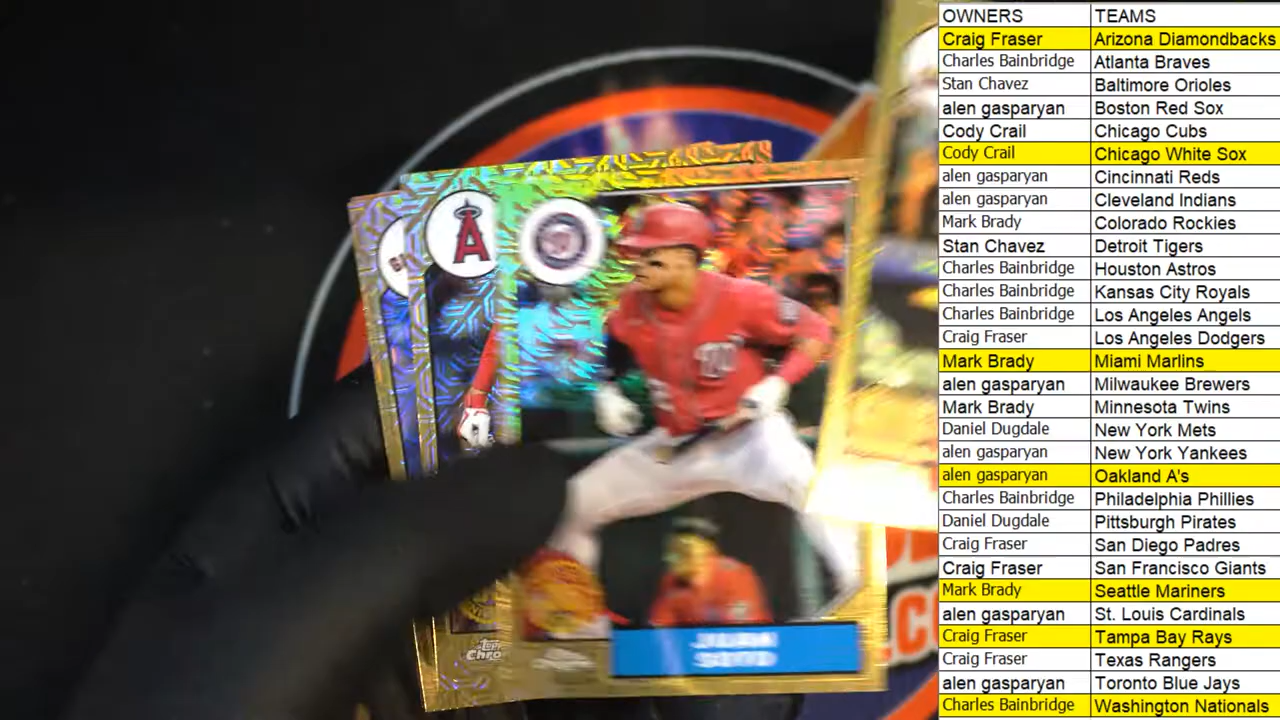 OWNERS TEAMS
Craig Fraser Arizona Diamondbacks
Charles Bainbridge Atlanta Braves
Stan Chavez Baltimore Orioles
alen gasparyan Boston Red Sox
Cody Crail Chicago Cubs
Cody Crail Chicago White Sox
alen gasparyan Cincinnati Reds
alen gasparyan Cleveland Indians
Mark Brady Colorado Rockies
Stan Chavez Detroit Tigers
Charles Bainbridge Houston Astros
Charles Bainbridge Kansas City Royals
Charles Bainbridge Los Angeles Angels
Craig Fraser Los Angeles Dodgers
Mark Brady Miami Marlins
alen gasparyan Milwaukee Brewers
Mark Brady Minnesota Twins
Daniel Dugdale New York Mets
alen gasparyan New York Yankees
alen gasparyan Oakland A's
Charles Bainbridge Philadelphia Phillies
Daniel Dugdale Pittsburgh Pirates
Craig Fraser San Diego Padres
Craig Fraser San Francisco Giants
Mark Brady Seattle Mariners
alen gasparyan St. Louis Cardinals
Craig Fraser Tampa Bay Rays
Craig Fraser Texas Rangers
alen gasparyan Toronto Blue Jays
Charles Bainbridge Washington Nationals
A
W
JUAN
SOTO